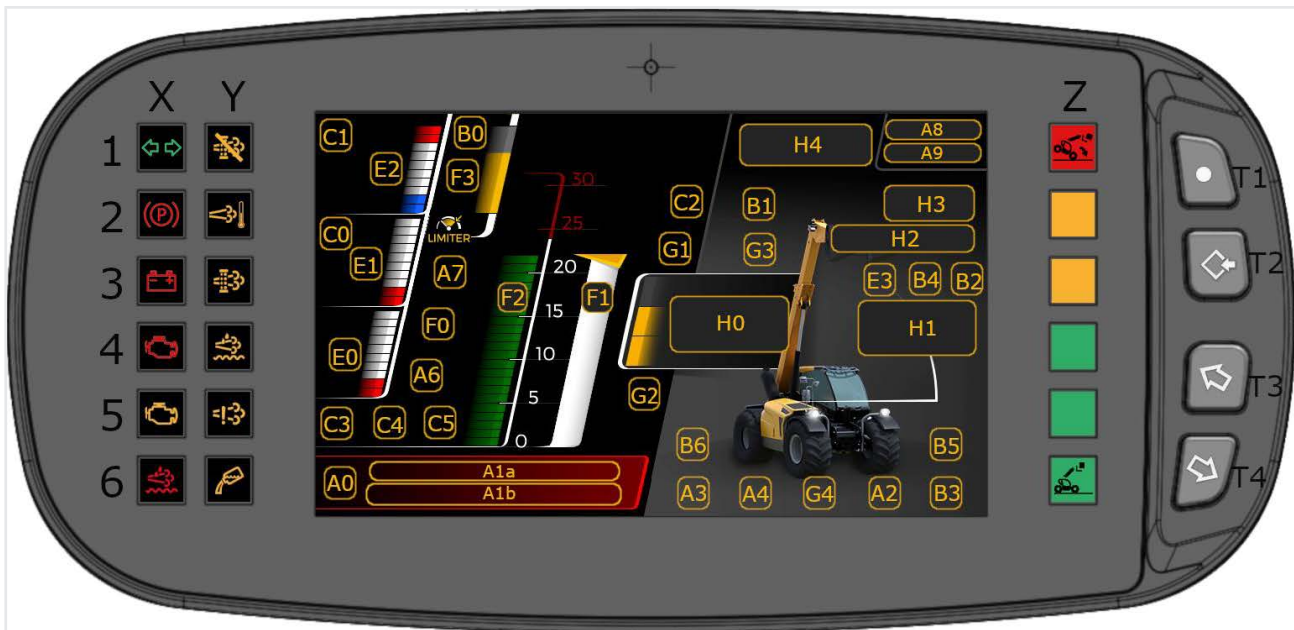 X Y Z
1 C1 B0 H4 A8
E2 F3 A9
30 T1
2 C2 B1 H3
C0 LIMITER 25 H2
E1 G1 G3
3 A7 20 E3 B4 B2 T2
F2 F1
F0 15 H0 H1
4 E0 10
A6 T3
5 C3 C4 C5 5 G2
0 B6 B5
6 A0 A1a A3 A4 G4 A2 B3 T4
A1b
(P)